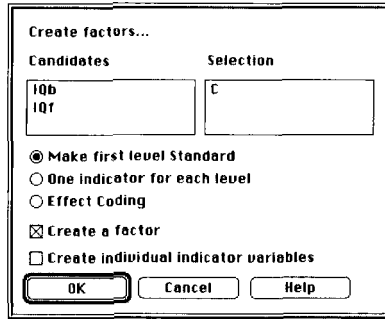 Create factors...
Candidates Selection
IQb C
IQf
Make first level Standard
One indicator for each level
Effect Coding
Create a factor
Create individual indicator variables
OK Cancel Help